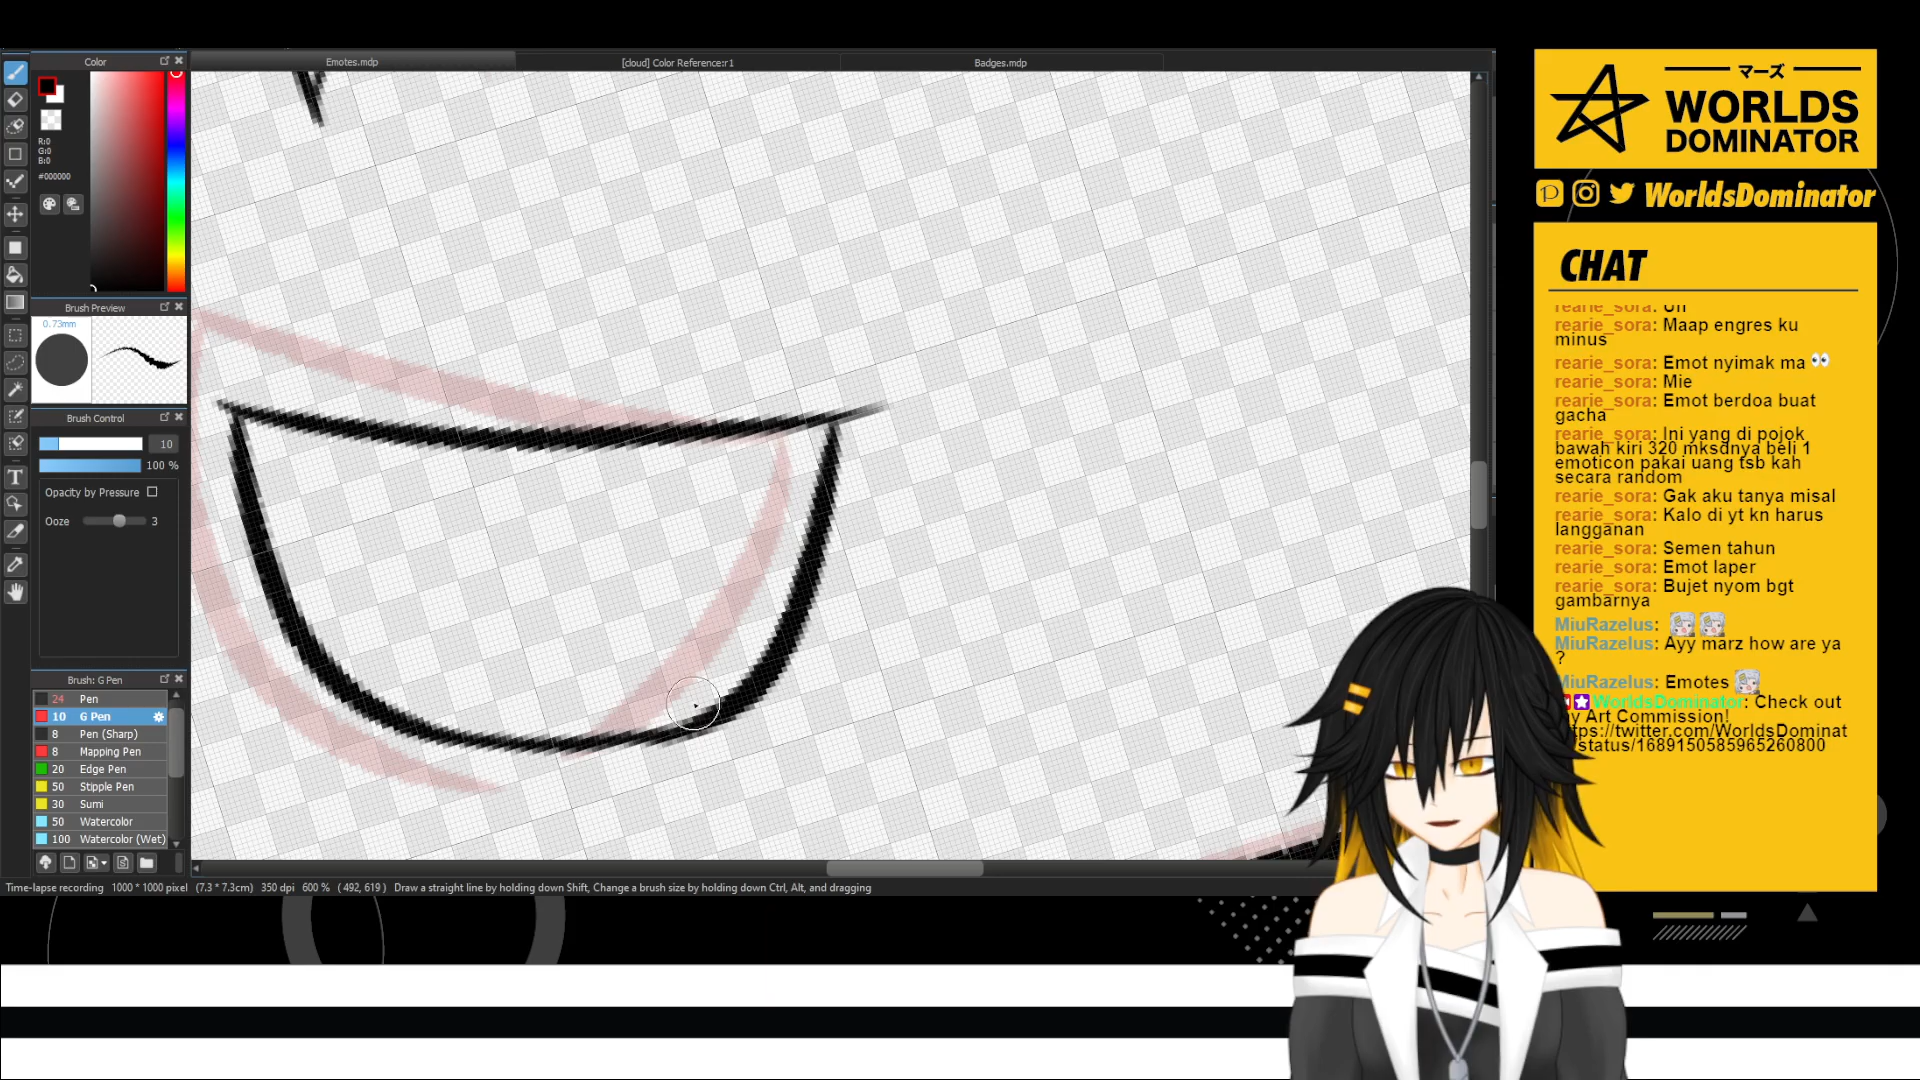 Color
Emotes.mdp
[cloud] Color Reference:r1
Badges.mdp
R:0
G:0
B:0
#000000
Brush Preview
0.73mm
Brush Control
10
100 %
Opacity by Pressure
Ooze 3
Brush: G Pen
24 Pen
10 G Pen
8 Pen (Sharp)
8 Mapping Pen
20 Edge Pen
50 Stipple Pen
30 Sumi
50 Watercolor
100 Watercolor (Wet)
Time-lapse recording 1000 * 1000 pixel (7.3 * 7.3cm) 350 dpi 600 % ( 492, 619 ) Draw a straight line by holding down Shift, Change a brush size by holding down Ctrl, Alt, and dragging
マーズ
WORLDS
DOMINATOR
WorldsDominator
CHAT
rearie_sora:
rearie_sora: Maap engres ku
minus
rearie_sora: Emot nyimak ma 👀
rearie_sora: Mie
rearie_sora: Emot berdoa buat
gacha
rearie_sora: Ini yang di pojok
bawah kiri 320 mksdnya beli 1
emoticon pakai uang tsb kah
secara random
rearie_sora: Gak aku tanya misal
rearie_sora: Kalo di yt kn harus
langganan
rearie_sora: Semen tahun
rearie_sora: Emot laper
rearie_sora: Bujet nyom bgt
gambarnya
MiuRazelus:
MiuRazelus: Ayy marz how are ya
?
MiuRazelus: Emotes
WorldsDominator: Check out
Art Commission!
/twitter.com/WorldsDominat
/status/1689150585965260800